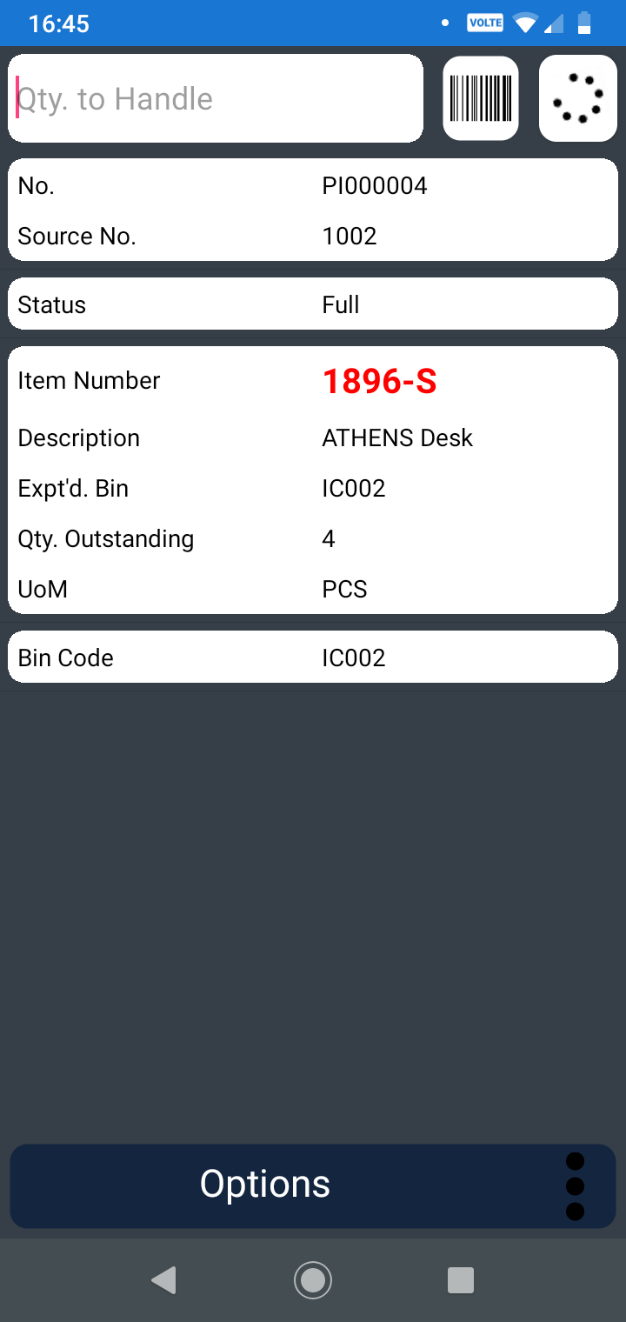 16:45
VOLTE
Qty. to Handle
No. PI000004
Source No. 1002
Status Full
Item Number 1896-S
Description ATHENS Desk
Expt'd. Bin IC002
Qty. Outstanding 4
UoM PCS
Bin Code IC002
Options